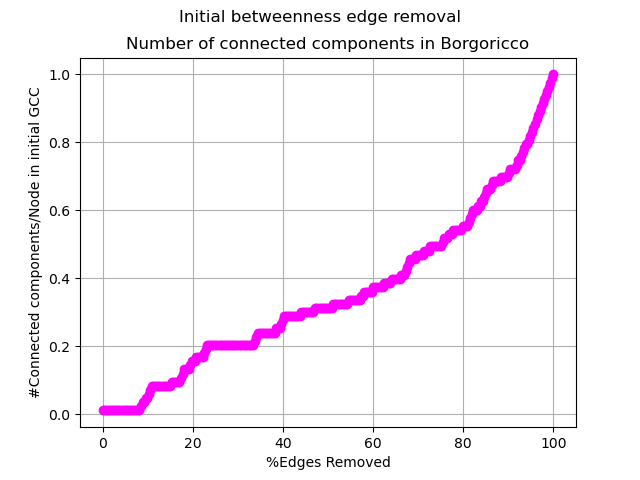 Initial betweenness edge removal
Number of connected components in Borgoricco
#Connected components/Node in initial GCC
1.0
0.8
0.6
0.4
0.2
0.0
0 20 40 60 80 100
%Edges Removed